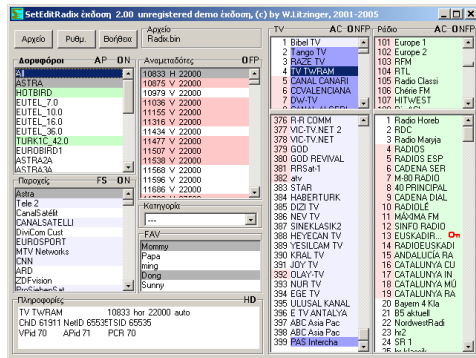 SetEditRadix έκδοση 2.00 unregistered demo έκδοση, (c) by W.Litzinger, 2001-2005
Αρχείο
Ρυθμ.
Βοήθεια
Αρχείο
Radix.bin
Δορυφόροι AP ON
All
ASTRA
HOTBIRD
EUTEL_7.0
EUTEL_10.0
EUTEL_16.0
EUTEL_36.0
TURK1C_42.0
EUROBIRD1
ASTRA2A
ASTRA3A
Παροχείς FS ON
Astra
Tele 2
CanalSatélit
CANALSATELLI
DiviCom Cust
EUROSPORT
MTV Networks
CNN
ARD
ZDFvision
ProSiebenSat
Αναμεταδότες OFP
10833 H 22000
10875 V 22000
10979 V 22000
11036 V 22000
11155 V 22000
11316 V 22000
11434 V 22000
11477 V 22000
11507 V 22000
11538 V 22000
11568 V 22000
11596 V 22000
11686 V 22000
Κατηγορία
---
FAV
Mommy
Papa
ming
Dong
Sunny
Πληροφορίες HD
TV TWRAM 10833 hor 22000 auto
CND 61911 NetID 65535TSID 65535
VPid 70 APid 71 PCR 70
TV AC ONFP
1 Bibel TV
2 Tango TV
3 RAZE TV
4 TV TWRAM
5 CANAL CANARI
6 CCVALENCIANA
7 DW-TV
376 R-R COMM
377 VIC-TV.NET 2
378 VIC-TV.NET
379 GOD
380 GOD REVIVAL
381 RRSat-1
382 atv
383 STAR
384 HABERTURK
385 DIZI TV
386 NEV TV
387 SINEKLASIK2
388 HEYECAN TV
389 YESILCAM TV
390 KRAL TV
391 JOY TV
392 OLAY-TV
393 NUR TV
394 EGE TV
395 ULUSAL KANAL
396 E TV ANTALYA
397 ABC Asia Pac
398 ABC Asia Pac
399 PAS Intercha
Ράδιο AC ONFP
101 Europe 1
102 Europe 2
103 RFM
104 RTL
105 Radio Classi
106 Chérie FM
107 HITWEST
1 Radio Horeb
2 RDC
3 Radio Maryja
4 RADIOS
5 RADIOS ESP
6 CADENA SER
7 M-80 RADIO
8 40 PRINCIPAL
9 CADENA DIAL
10 RADIOLÉ
11 MÁXIMA FM
12 SINFO RADIO
13 EUSKADIR...
14 RADIOEUSKADI
15 ANDALUCÍA RA
16 CATALUNYA CU
17 CATALUNYA IN
18 CATALUNYA MÚ
19 CATALUNYA RA
20 Bayern 4 Kla
21 B5 aktuell
22 NordwestRadi
23 hr2
24 SR 1